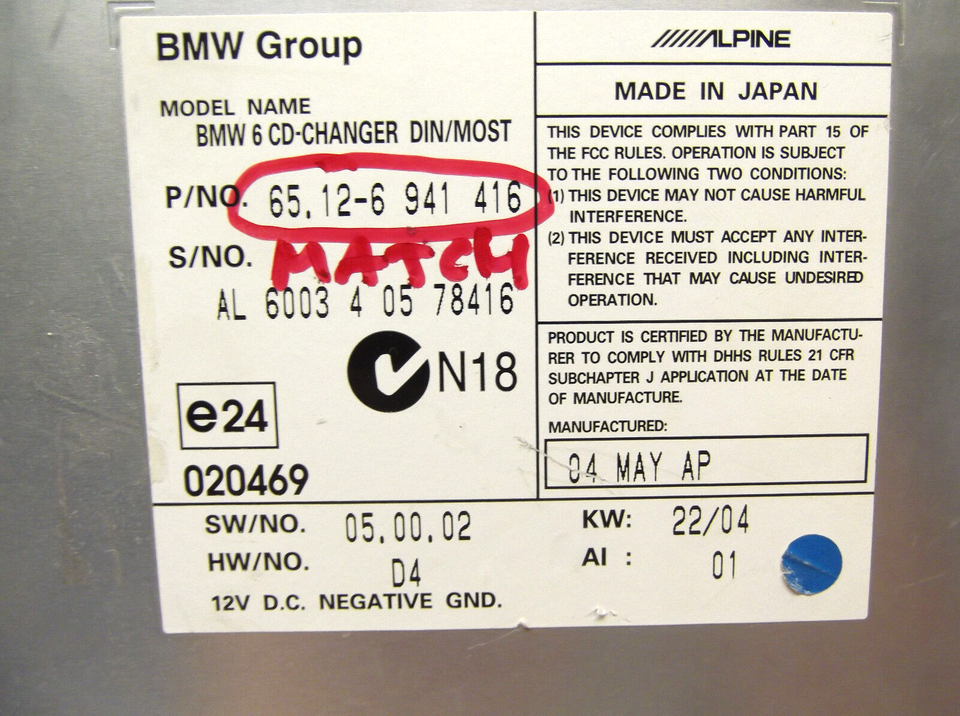 BMW Group
MODEL NAME
BMW 6 CD-CHANGER DIN/MOST
P/NO. 65.12-6 941 416
S/NO. MATCH
AL 6003 4 05 78416
N18
e24
020469
ALPINE
MADE IN JAPAN
THIS DEVICE COMPLIES WITH PART 15 OF
THE FCC RULES. OPERATION IS SUBJECT
TO THE FOLLOWING TWO CONDITIONS:
(1) THIS DEVICE MAY NOT CAUSE HARMFUL
INTERFERENCE.
(2) THIS DEVICE MUST ACCEPT ANY INTER-
FERENCE RECEIVED INCLUDING INTER-
FERENCE THAT MAY CAUSE UNDESIRED
OPERATION.
PRODUCT IS CERTIFIED BY THE MANUFACTU-
RER TO COMPLY WITH DHHS RULES 21 CFR
SUBCHAPTER J APPLICATION AT THE DATE
OF MANUFACTURE.
MANUFACTURED:
04 MAY AP
SW/NO. 05.00.02
HW/NO. D4
12V D.C. NEGATIVE GND.
KW: 22/04
AI : 01